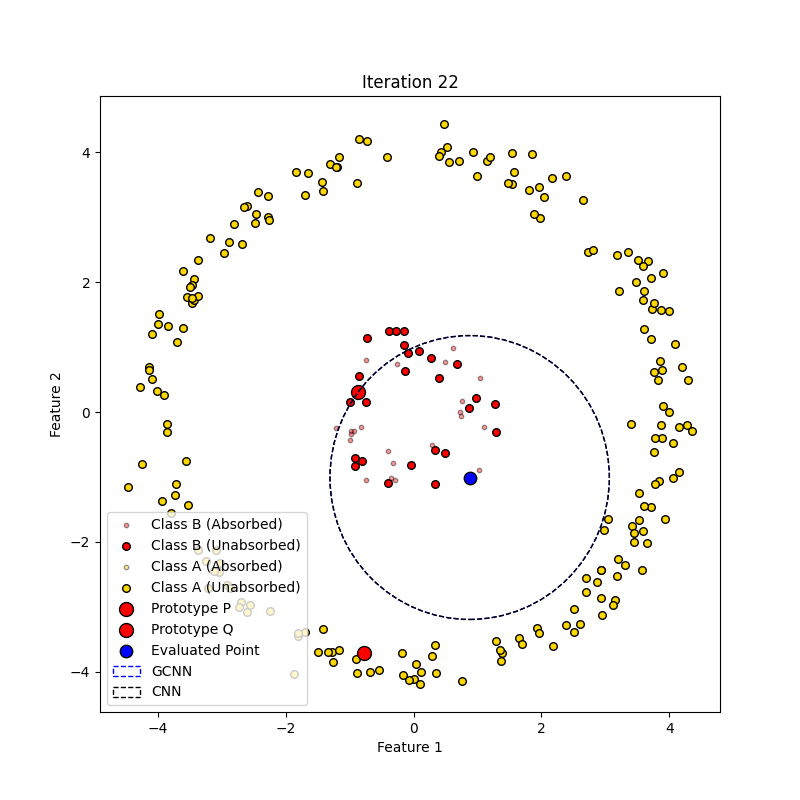 Iteration 22
Feature 2
4
2
0
−2
−4
Class B (Absorbed)
Class B (Unabsorbed)
Class A (Absorbed)
Class A (Unabsorbed)
Prototype P
Prototype Q
Evaluated Point
GCNN
CNN
−4
−2
0
2
4
Feature 1